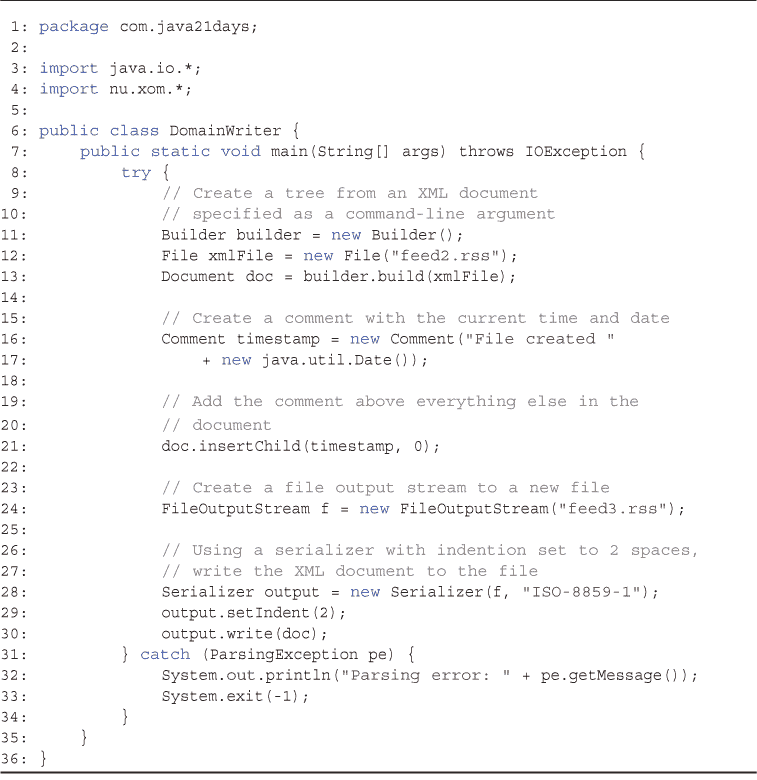 1: package com.java21days;
2:
3: import java.io.*;
4: import nu.xom.*;
5:
6: public class DomainWriter {
7:     public static void main(String[] args) throws IOException {
8:         try {
9:             // Create a tree from an XML document
10:             // specified as a command-line argument
11:             Builder builder = new Builder();
12:             File xmlFile = new File("feed2.rss");
13:             Document doc = builder.build(xmlFile);
14:
15:             // Create a comment with the current time and date
16:             Comment timestamp = new Comment("File created "
17:                 + new java.util.Date());
18:
19:             // Add the comment above everything else in the
20:             // document
21:             doc.insertChild(timestamp, 0);
22:
23:             // Create a file output stream to a new file
24:             FileOutputStream f = new FileOutputStream("feed3.rss");
25:
26:             // Using a serializer with indention set to 2 spaces,
27:             // write the XML document to the file
28:             Serializer output = new Serializer(f, "ISO-8859-1");
29:             output.setIndent(2);
30:             output.write(doc);
31:         } catch (ParsingException pe) {
32:             System.out.println("Parsing error: " + pe.getMessage());
33:             System.exit(-1);
34:         }
35:     }
36: }